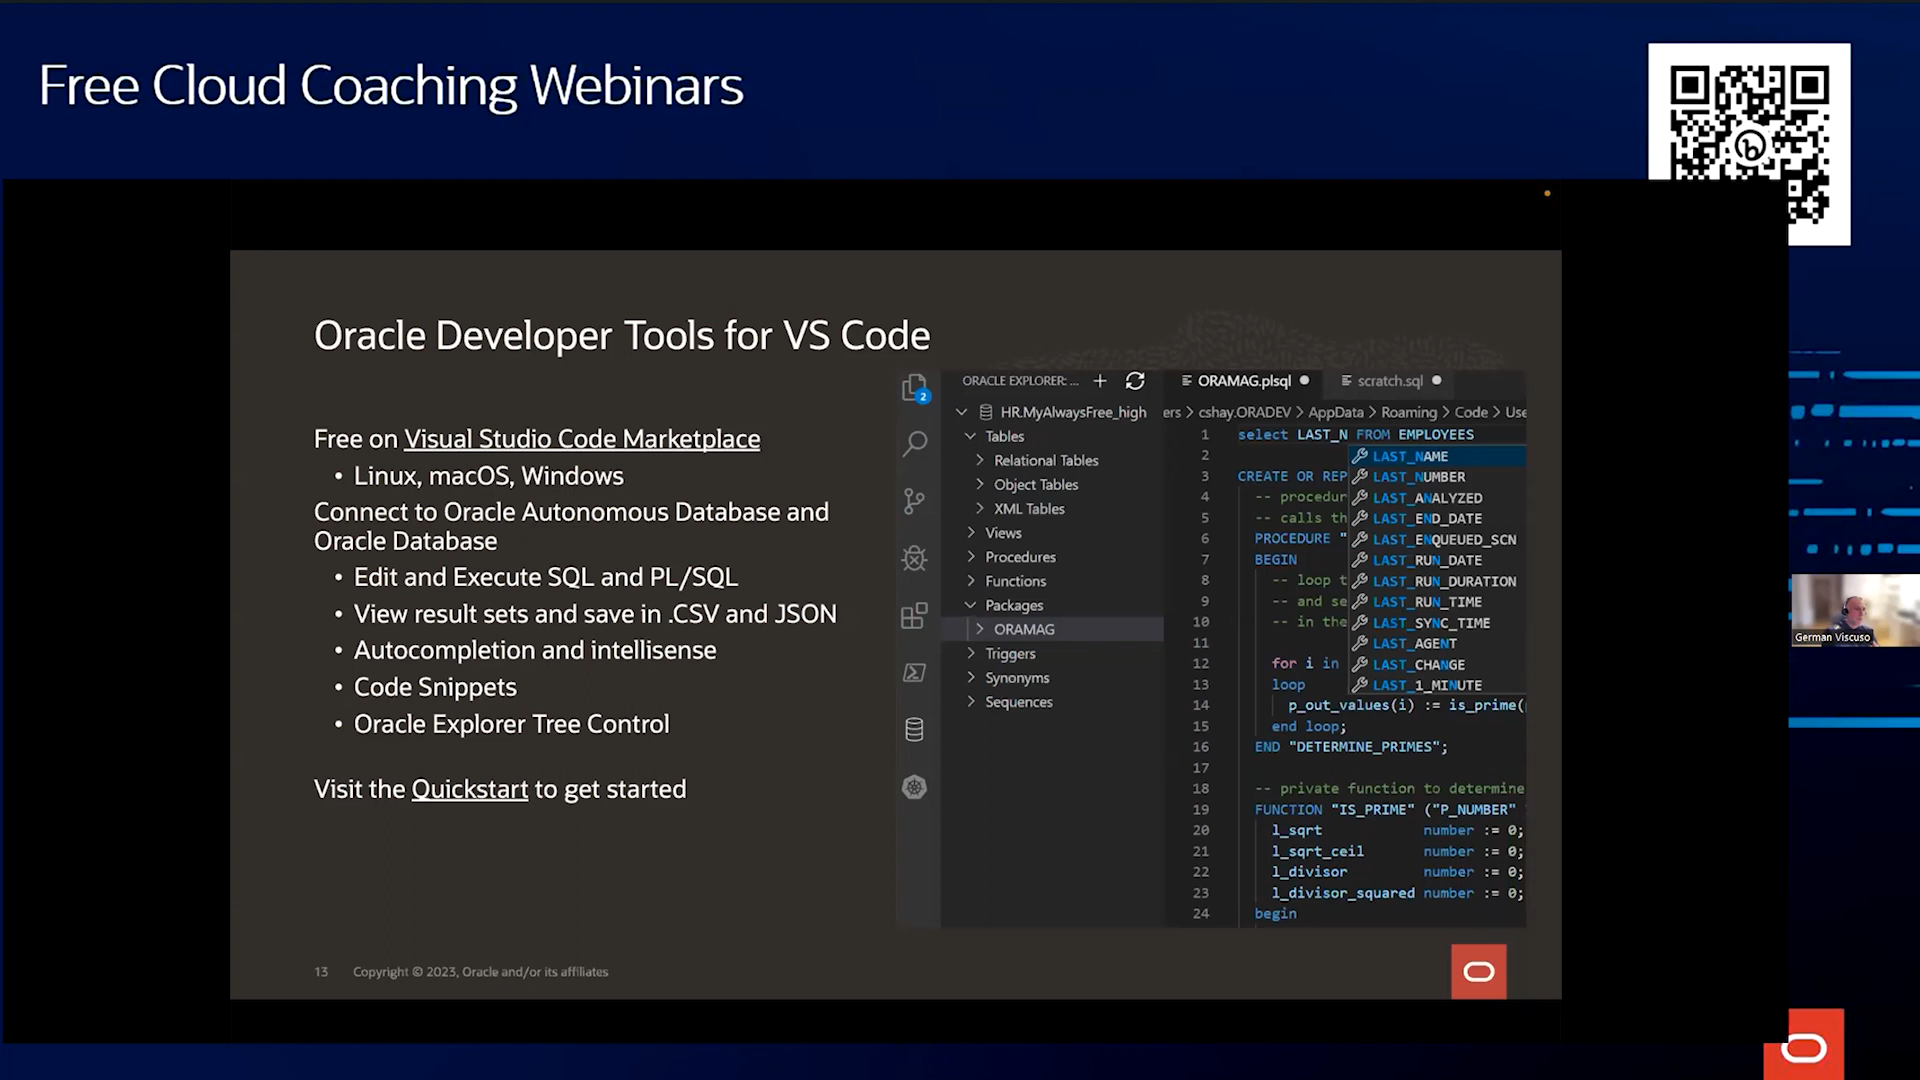 Free Cloud Coaching Webinars
Oracle Developer Tools for VS Code
Free on Visual Studio Code Marketplace
• Linux, macOS, Windows
Connect to Oracle Autonomous Database and
Oracle Database
• Edit and Execute SQL and PL/SQL
• View result sets and save in .CSV and JSON
• Autocompletion and intellisense
• Code Snippets
• Oracle Explorer Tree Control
Visit the Quickstart to get started
2
ORACLE EXPLORER: ...
HR.MyAlwaysFree_high
Tables
Relational Tables
Object Tables
XML Tables
Views
Procedures
Functions
Packages
ORAMAG
Triggers
Synonyms
Sequences
ORAMAG.plsql
scratch.sql
ers > cshay.ORADEV > AppData > Roaming > Code > Use
1 select LAST_N FROM EMPLOYEES
2
3 CREATE OR REP
4 -- procedur
5 -- calls th
6 PROCEDURE "
7 BEGIN
8 -- loop t
9 -- and se
10 -- in the
11
12 for i in
13 loop
14 p_out_values(i) := is_prime(
15 end loop;
16 END "DETERMINE_PRIMES";
17
18 -- private function to determine
19 FUNCTION "IS_PRIME" ("P_NUMBER"
20 l_sqrt number := 0;
21 l_sqrt_ceil number := 0;
22 l_divisor number := 0;
23 l_divisor_squared number := 0;
24 begin
LAST_NAME
LAST_NUMBER
LAST_ANALYZED
LAST_END_DATE
LAST_ENQUEUED_SCN
LAST_RUN_DATE
LAST_RUN_DURATION
LAST_RUN_TIME
LAST_SYNC_TIME
LAST_AGENT
LAST_CHANGE
LAST_1_MINUTE
German Viscuso
13 Copyright © 2023, Oracle and/or its affiliates